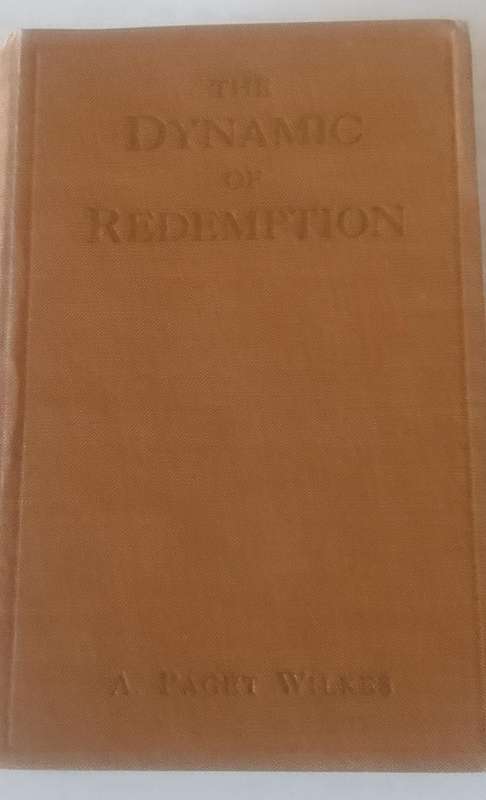 THE
DYNAMIC
OF
REDEMPTION
A. PAGET WILKES